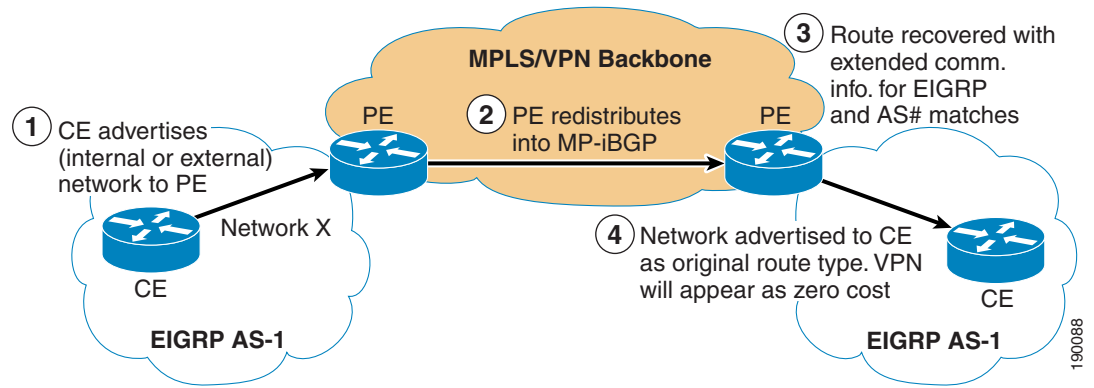 MPLS/VPN Backbone
3
Route recovered with
extended comm.
info. for EIGRP
and AS# matches
1
CE advertises
(internal or external)
network to PE
PE
2
PE redistributes
into MP-iBGP
PE
Network X
CE
EIGRP AS-1
4
Network advertised to CE
as original route type. VPN
will appear as zero cost
CE
EIGRP AS-1
190088